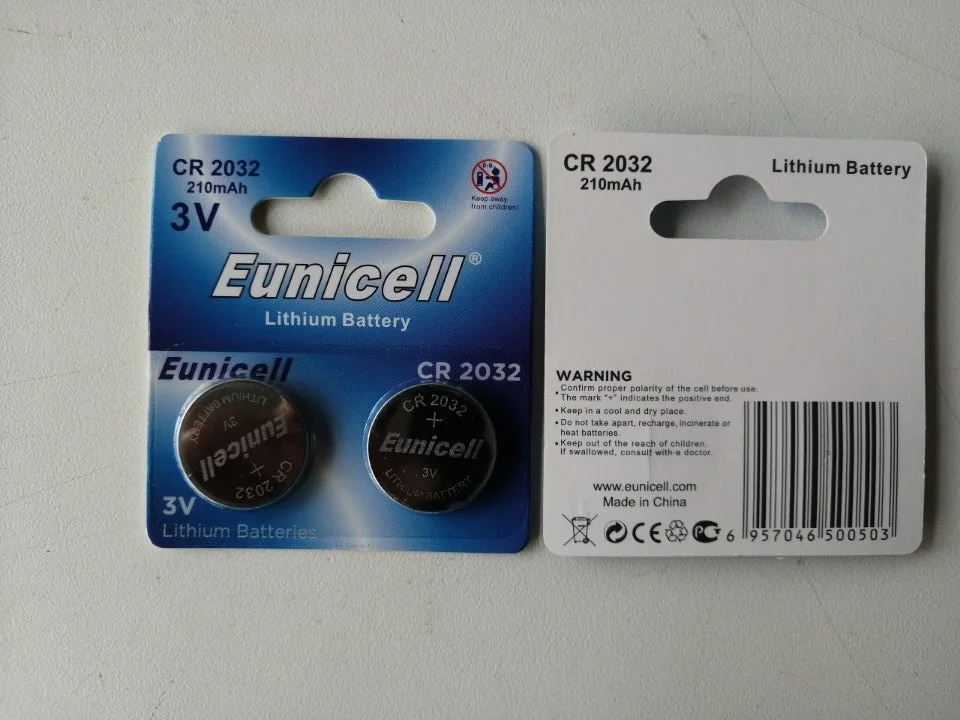 CR 2032
210mAh
3V
0-6
Keep away
from children!
Eunicell®
Lithium Battery
Eunicell
CR 2032
LITHIUM BATTERY
3V
Eunicell
+
CR 2032
CR 2032
+
Eunicell
3V
LITHIUM BATTERY
3V
Lithium Batteries
CR 2032
210mAh
Lithium Battery
WARNING
• Confirm proper polarity of the cell before use.
The mark "+" indicates the positive end.
• Keep in a cool and dry place.
• Do not take apart, recharge, incinerate or
heat batteries.
• Keep out of the reach of children.
If swallowed, consult with a doctor.
www.eunicell.com
Made in China
CE
6 957046 500503